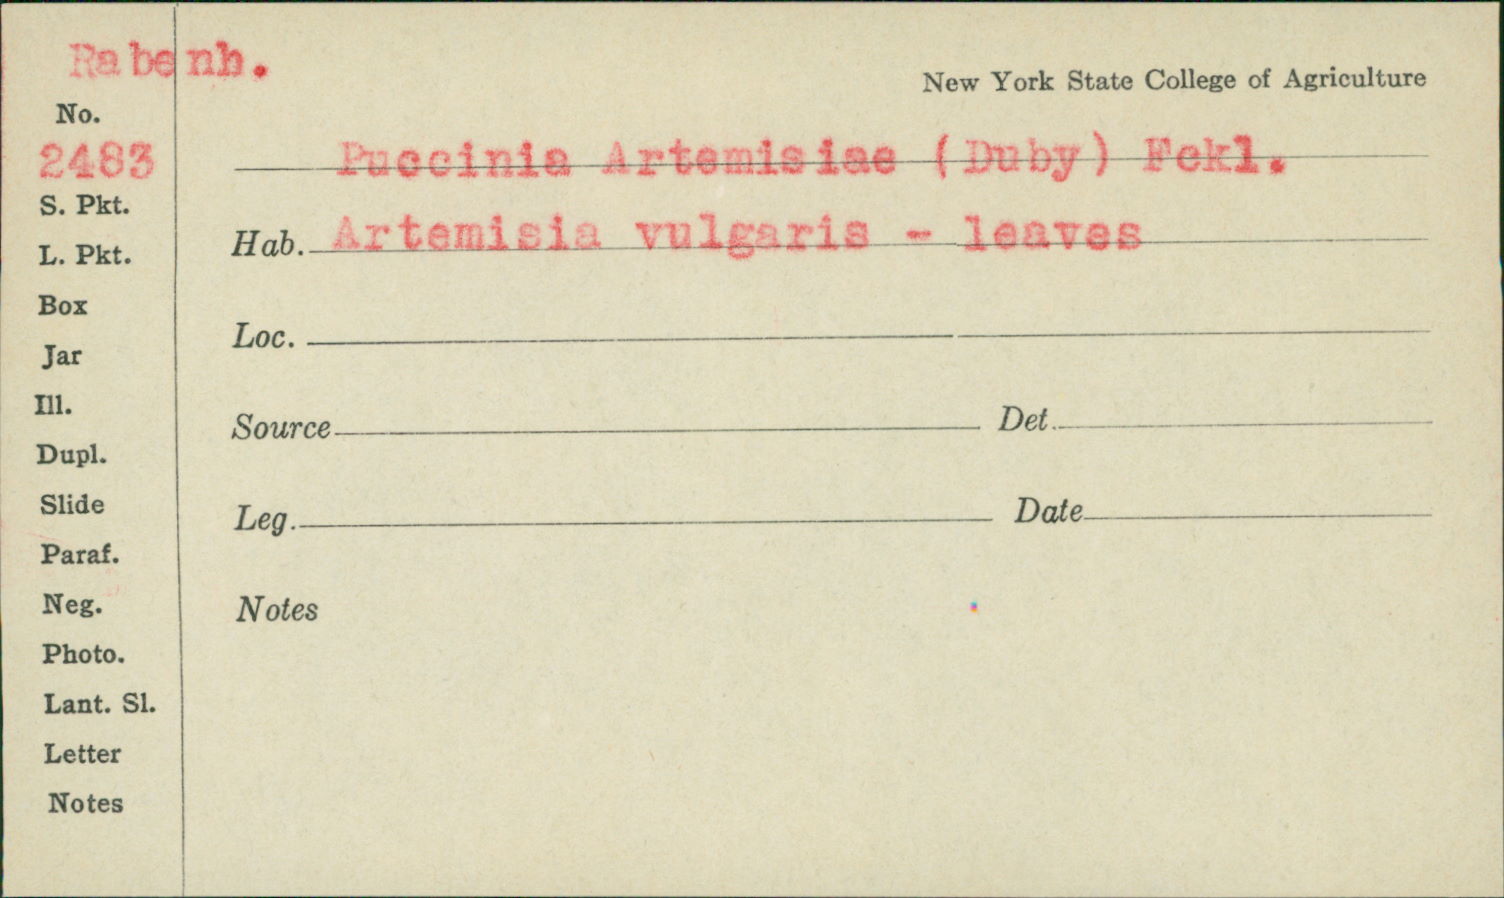 Rabenh.
New York State College of Agriculture
No.
2483
Puccinia Artemisiae (Duby) Fckl.
S. Pkt.
Hab. Artemisia vulgaris - leaves
L. Pkt.
Box
Loc.
Jar
Ill.
Source Det.
Dupl.
Slide
Leg. Date
Paraf.
Neg.
Notes
Photo.
Lant. Sl.
Letter
Notes